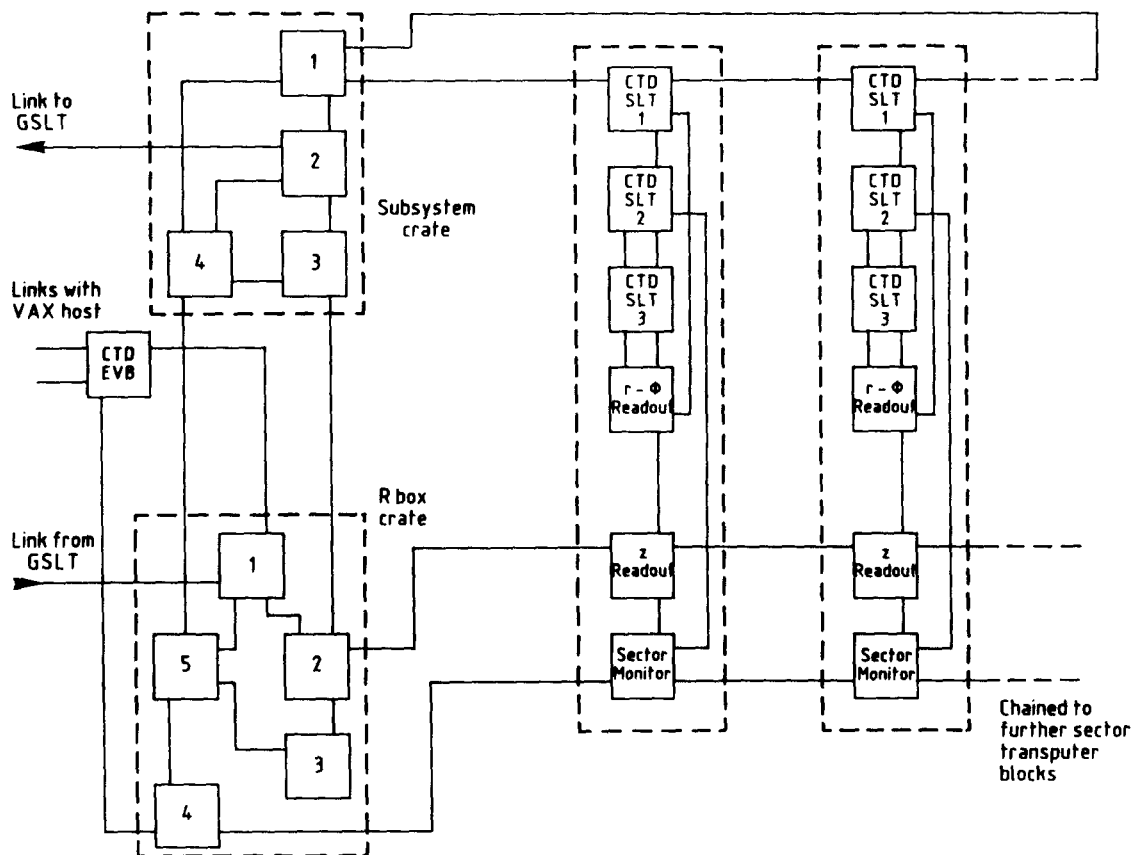 Link to
GSLT
1
2
4
3
Subsystem
crate
Links with
VAX host
CTD
EVB
R box
crate
Link from
GSLT
1
5
2
3
4
CTD
SLT
1
CTD
SLT
2
CTD
SLT
3
r - Φ
Readout
z
Readout
Sector
Monitor
CTD
SLT
1
CTD
SLT
2
CTD
SLT
3
r - Φ
Readout
z
Readout
Sector
Monitor
Chained to
further sector
transputer
blocks